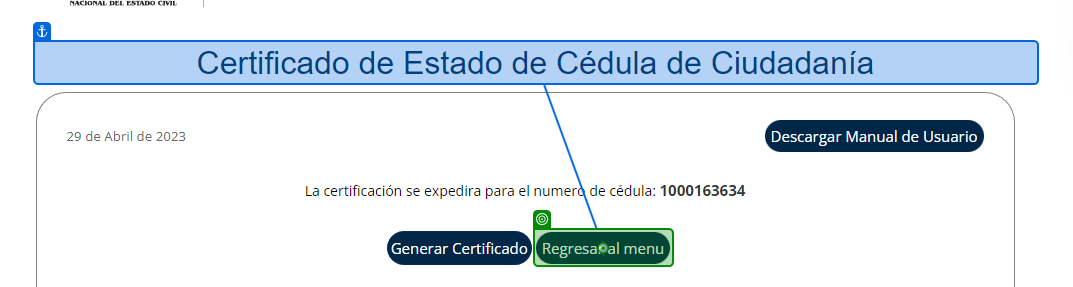 NACIONAL DEL ESTADO CIVIL
Certificado de Estado de Cédula de Ciudadanía
29 de Abril de 2023
Descargar Manual de Usuario
La certificación se expedira para el numero de cédula: 1000163634
Generar Certificado
Regresar al menu